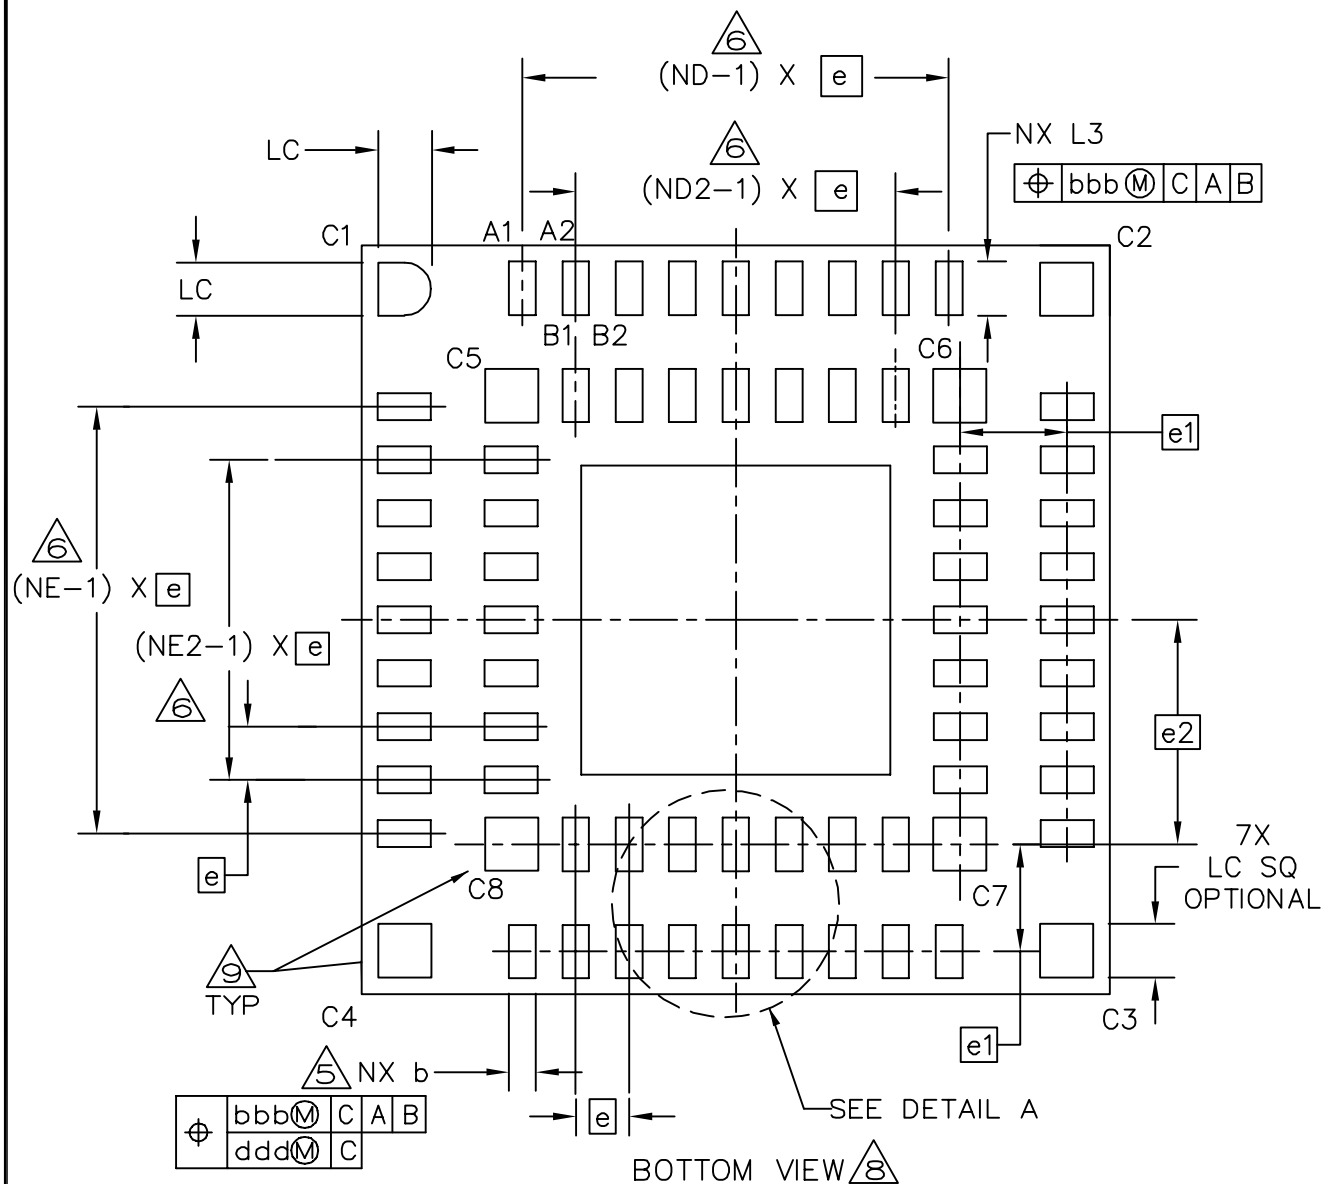 6
(ND-1) X e
LC
6
NX L3
(ND2-1) X e
⌖ bbb Ⓜ C A B
C1
A1 A2
C2
LC
B1 B2
C5
C6
e1
6
(NE-1) X e
(NE2-1) X e
6
e2
e
7X
LC SQ
OPTIONAL
C8
C7
9
TYP
C4
C3
e1
5 NX b
⌖ bbb Ⓜ C A B
ddd Ⓜ C
e
SEE DETAIL A
BOTTOM VIEW 8